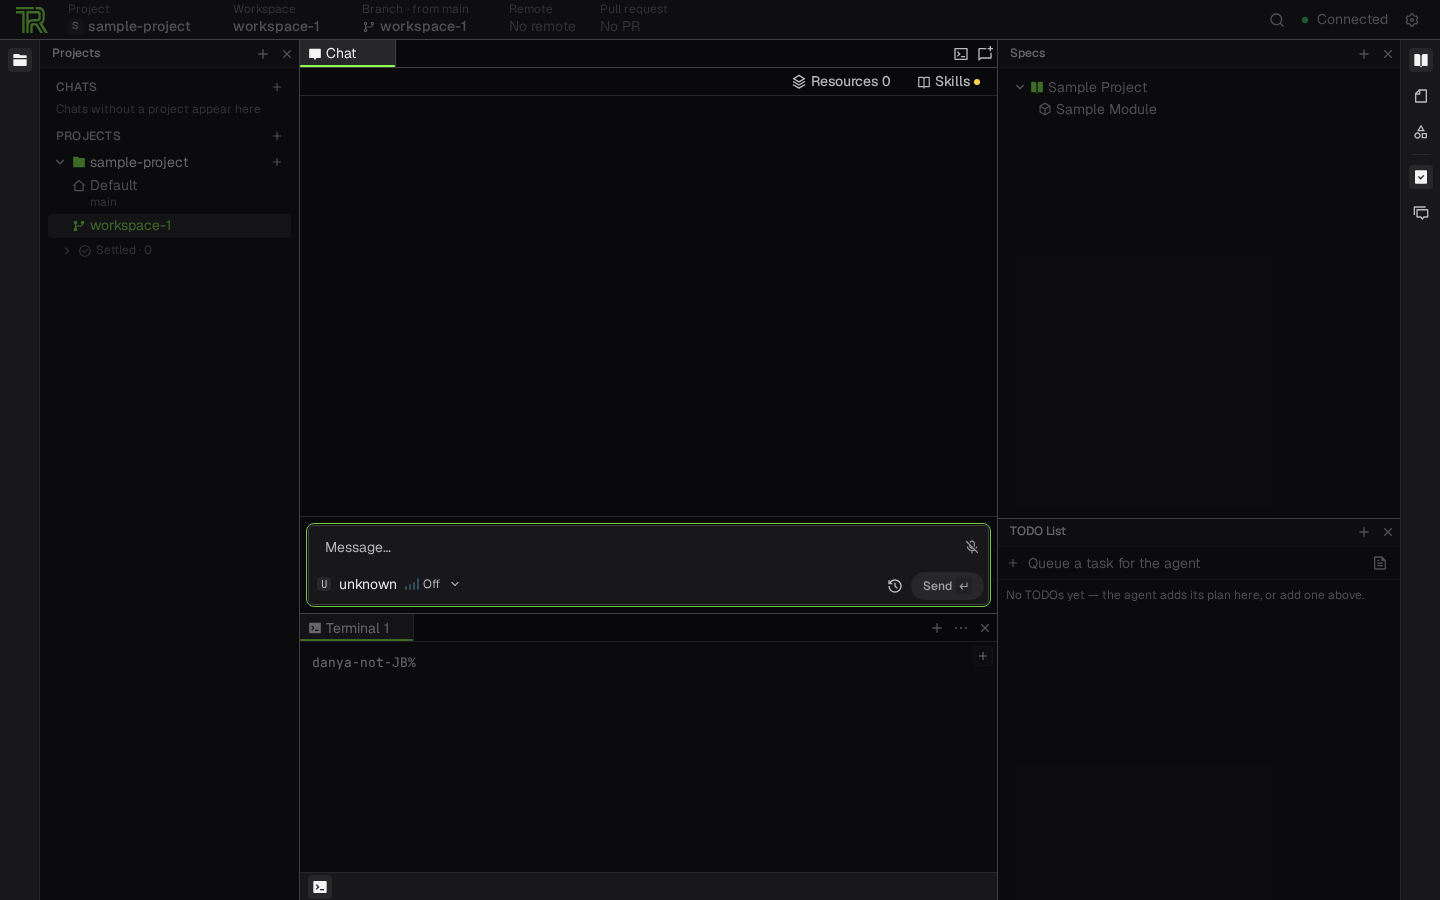 TR
Project
S sample-project
Workspace
workspace-1
Branch · from main
workspace-1
Remote
No remote
Pull request
No PR
Connected
Projects
CHATS
Chats without a project appear here
PROJECTS
sample-project
Default
main
workspace-1
Settled · 0
Chat
Resources 0
Skills
Message...
U unknown Off
Send
Terminal 1
danya-not-JB%
Specs
Sample Project
Sample Module
TODO List
Queue a task for the agent
No TODOs yet — the agent adds its plan here, or add one above.